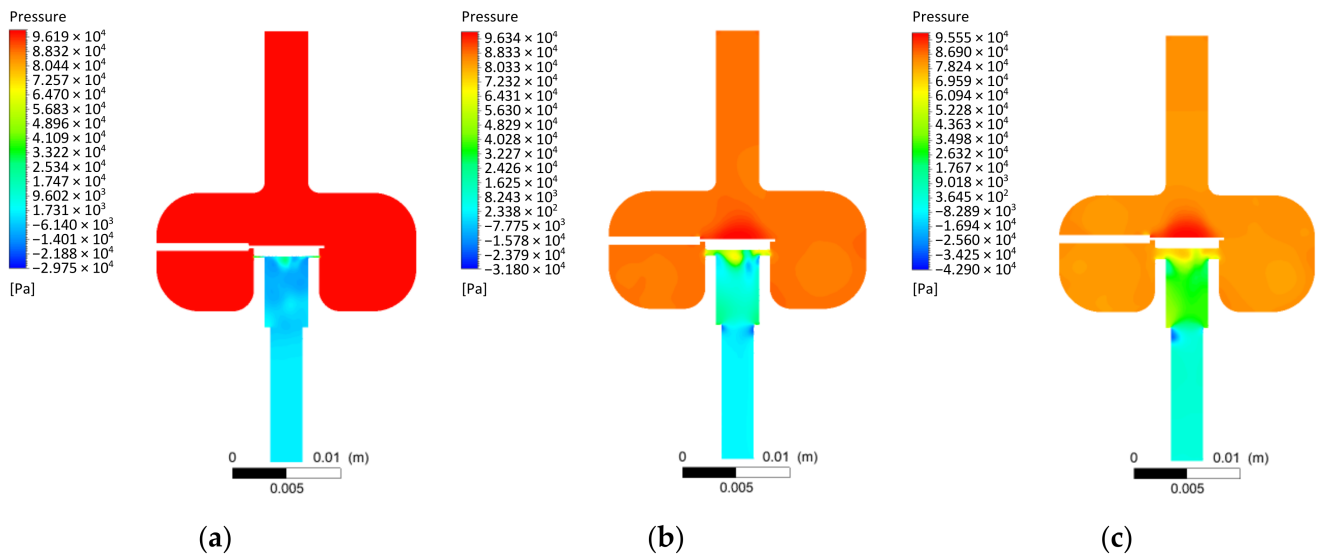 Pressure
9.619 × 10⁴
8.832 × 10⁴
8.044 × 10⁴
7.257 × 10⁴
6.470 × 10⁴
5.683 × 10⁴
4.896 × 10⁴
4.109 × 10⁴
3.322 × 10⁴
2.534 × 10⁴
1.747 × 10⁴
9.602 × 10³
1.731 × 10³
−6.140 × 10³
−1.401 × 10⁴
−2.188 × 10⁴
−2.975 × 10⁴
[Pa]
0 0.01 (m)
0.005
(a)
Pressure
9.634 × 10⁴
8.833 × 10⁴
8.033 × 10⁴
7.232 × 10⁴
6.431 × 10⁴
5.630 × 10⁴
4.829 × 10⁴
4.028 × 10⁴
3.227 × 10⁴
2.426 × 10⁴
1.625 × 10⁴
8.243 × 10³
2.338 × 10²
−7.775 × 10³
−1.578 × 10⁴
−2.379 × 10⁴
−3.180 × 10⁴
[Pa]
0 0.01 (m)
0.005
(b)
Pressure
9.555 × 10⁴
8.690 × 10⁴
7.824 × 10⁴
6.959 × 10⁴
6.094 × 10⁴
5.228 × 10⁴
4.363 × 10⁴
3.498 × 10⁴
2.632 × 10⁴
1.767 × 10⁴
9.018 × 10³
3.645 × 10²
−8.289 × 10³
−1.694 × 10⁴
−2.560 × 10⁴
−3.425 × 10⁴
−4.290 × 10⁴
[Pa]
0 0.01 (m)
0.005
(c)